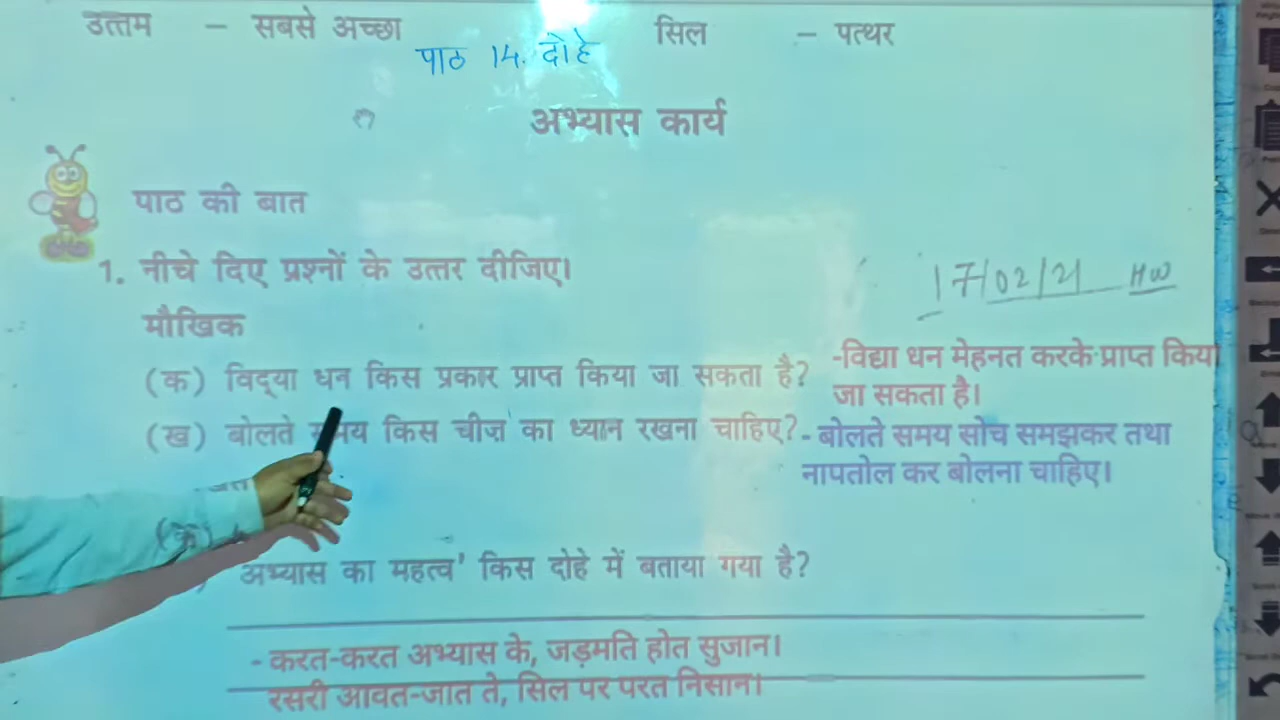 उत्तम – सबसे अच्छा सिल – पत्थर
पाठ 14. दोहे
अभ्यास कार्य
पाठ की बात
1. नीचे दिए प्रश्नों के उत्तर दीजिए।
17/02/21 HW
मौखिक
(क) विद्‌या धन किस प्रकार प्राप्त किया जा सकता है?
-विद्या धन मेहनत करके प्राप्त किया
जा सकता है।
(ख) बोलते समय किस चीज़ का ध्यान रखना चाहिए?
- बोलते समय सोच समझकर तथा
नापतोल कर बोलना चाहिए।
(क)
अभ्यास का महत्व' किस दोहे में बताया गया है?
- करत-करत अभ्यास के, जड़मति होत सुजान।
रसरी आवत-जात ते, सिल पर परत निसान।